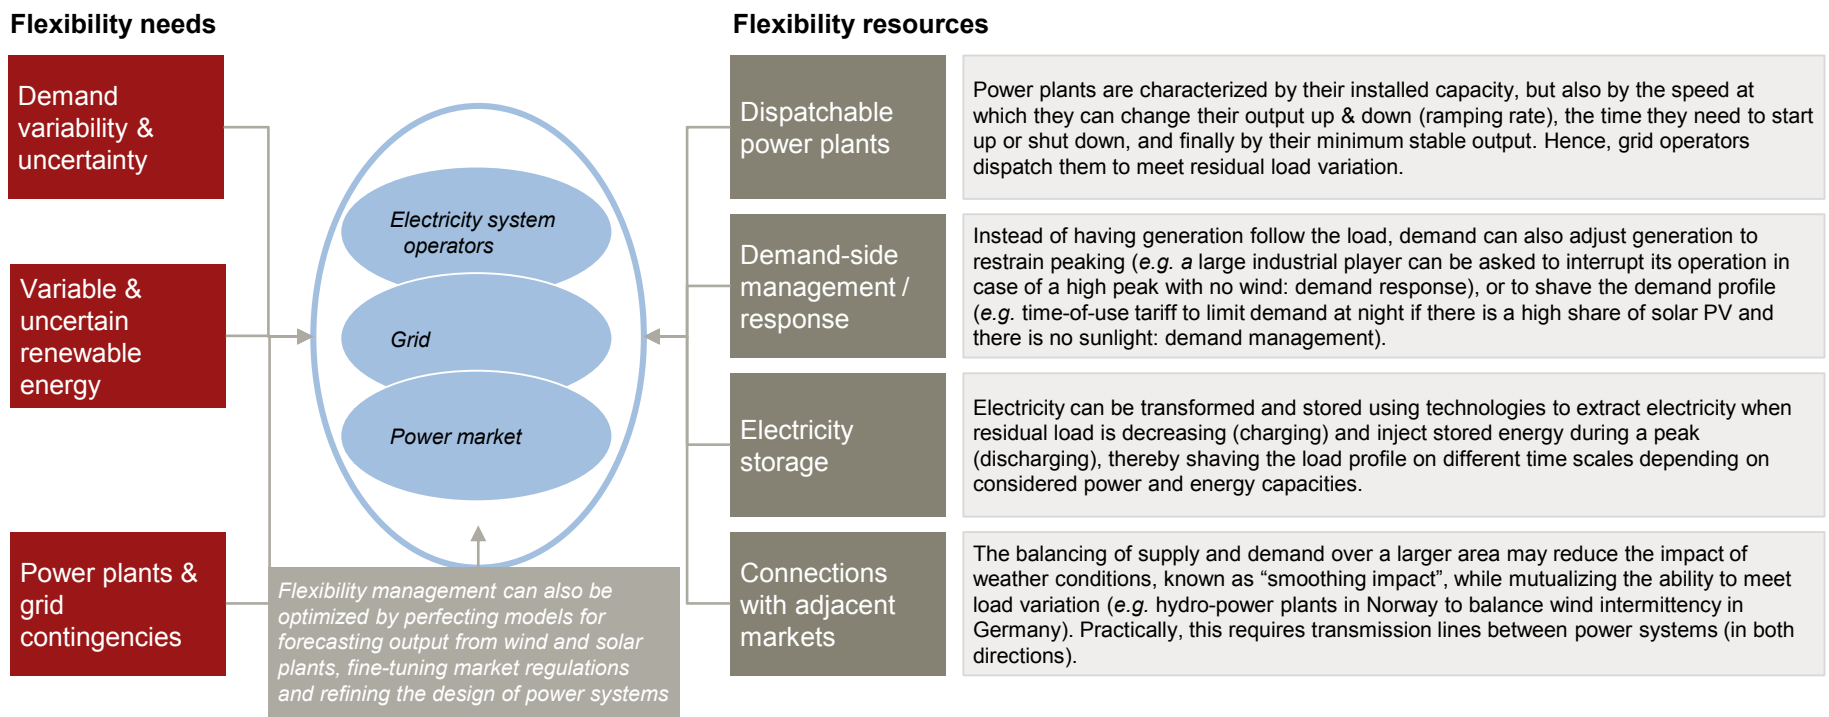 Flexibility needs
Demand
variability &
uncertainty
Variable &
uncertain
renewable
energy
Power plants &
grid
contingencies
Electricity system
operators
Grid
Power market
Flexibility management can also be
optimized by perfecting models for
forecasting output from wind and solar
plants, fine-tuning market regulations
and refining the design of power systems
Flexibility resources
Dispatchable
power plants
Power plants are characterized by their installed capacity, but also by the speed at
which they can change their output up & down (ramping rate), the time they need to start
up or shut down, and finally by their minimum stable output. Hence, grid operators
dispatch them to meet residual load variation.
Demand-side
management /
response
Instead of having generation follow the load, demand can also adjust generation to
restrain peaking (e.g. a large industrial player can be asked to interrupt its operation in
case of a high peak with no wind: demand response), or to shave the demand profile
(e.g. time-of-use tariff to limit demand at night if there is a high share of solar PV and
there is no sunlight: demand management).
Electricity
storage
Electricity can be transformed and stored using technologies to extract electricity when
residual load is decreasing (charging) and inject stored energy during a peak
(discharging), thereby shaving the load profile on different time scales depending on
considered power and energy capacities.
Connections
with adjacent
markets
The balancing of supply and demand over a larger area may reduce the impact of
weather conditions, known as “smoothing impact”, while mutualizing the ability to meet
load variation (e.g. hydro-power plants in Norway to balance wind intermittency in
Germany). Practically, this requires transmission lines between power systems (in both
directions).